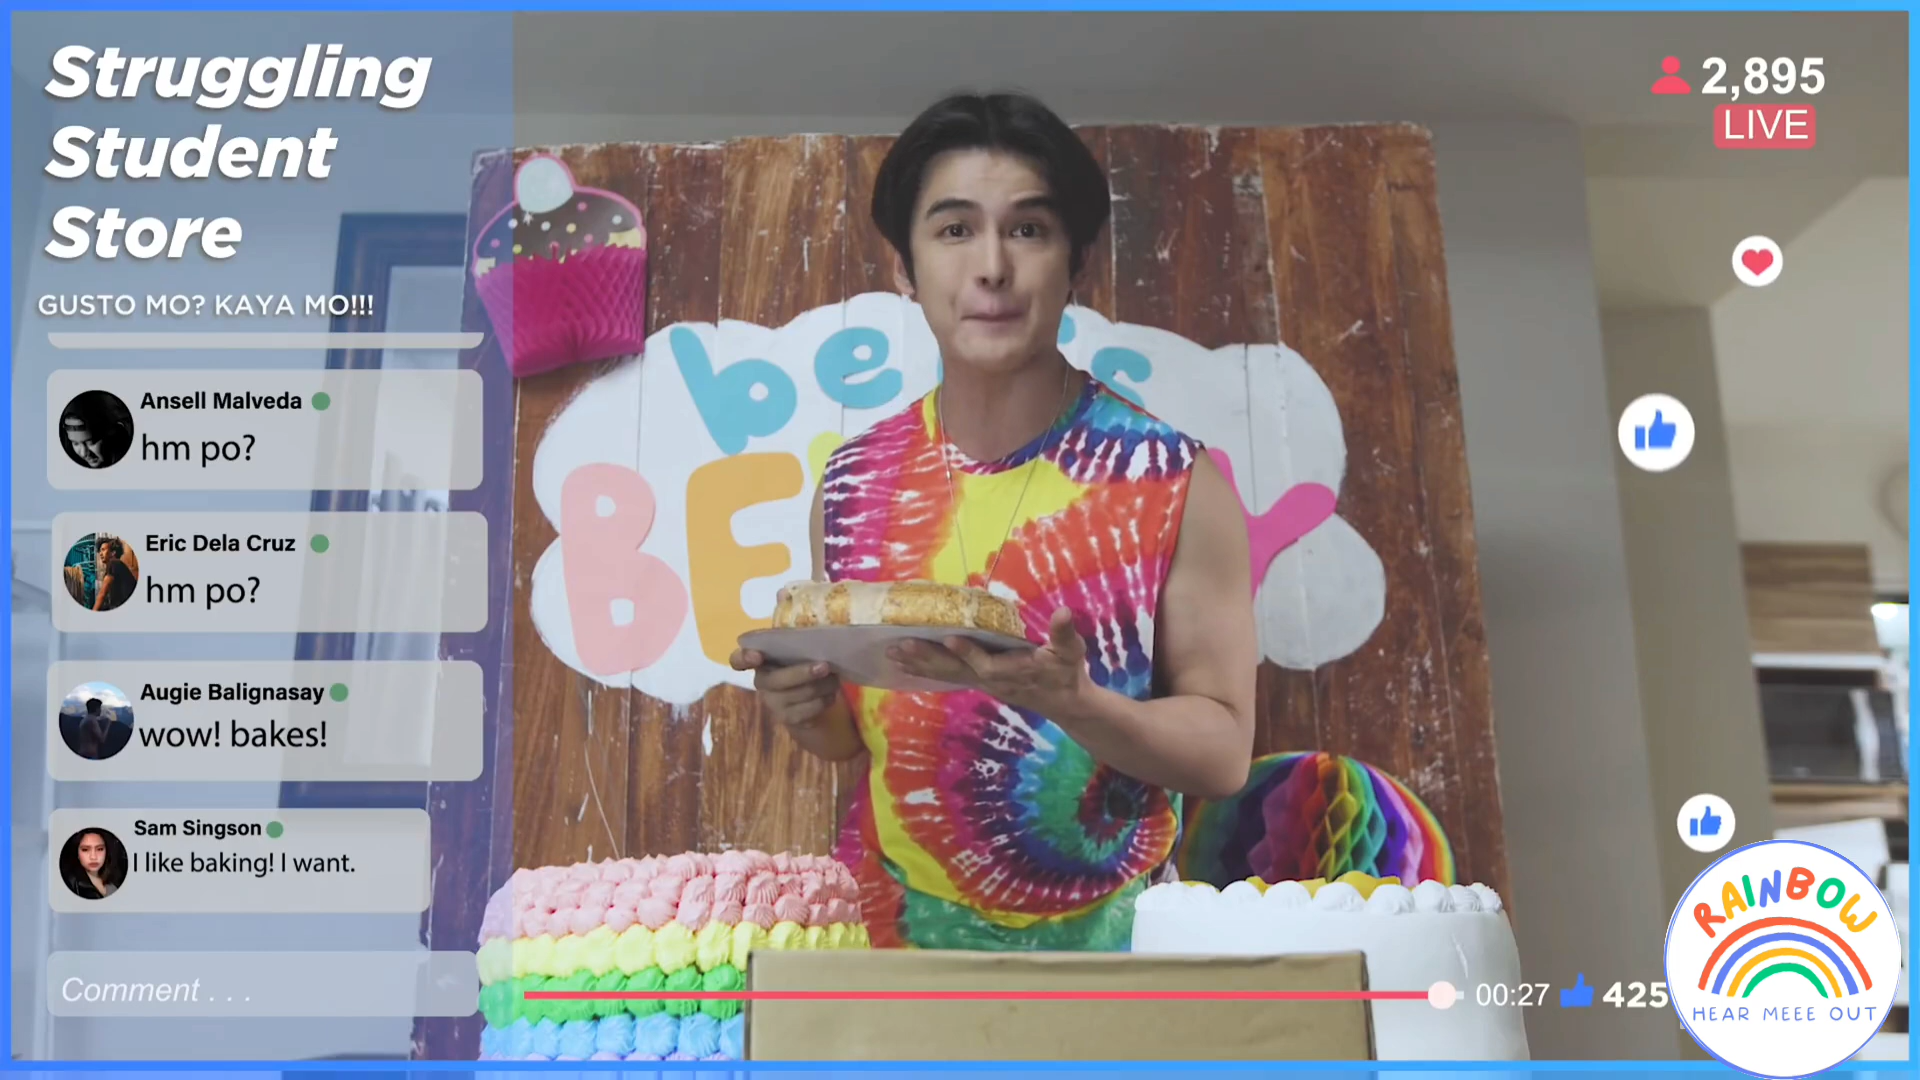 Struggling
Student
Store
GUSTO MO? KAYA MO!!!
Ansell Malveda
hm po?
Eric Dela Cruz
hm po?
Augie Balignasay
wow! bakes!
Sam Singson
I like baking! I want.
Comment . . .
2,895
LIVE
00:27
425
RAINBOW
HEAR MEEE OUT